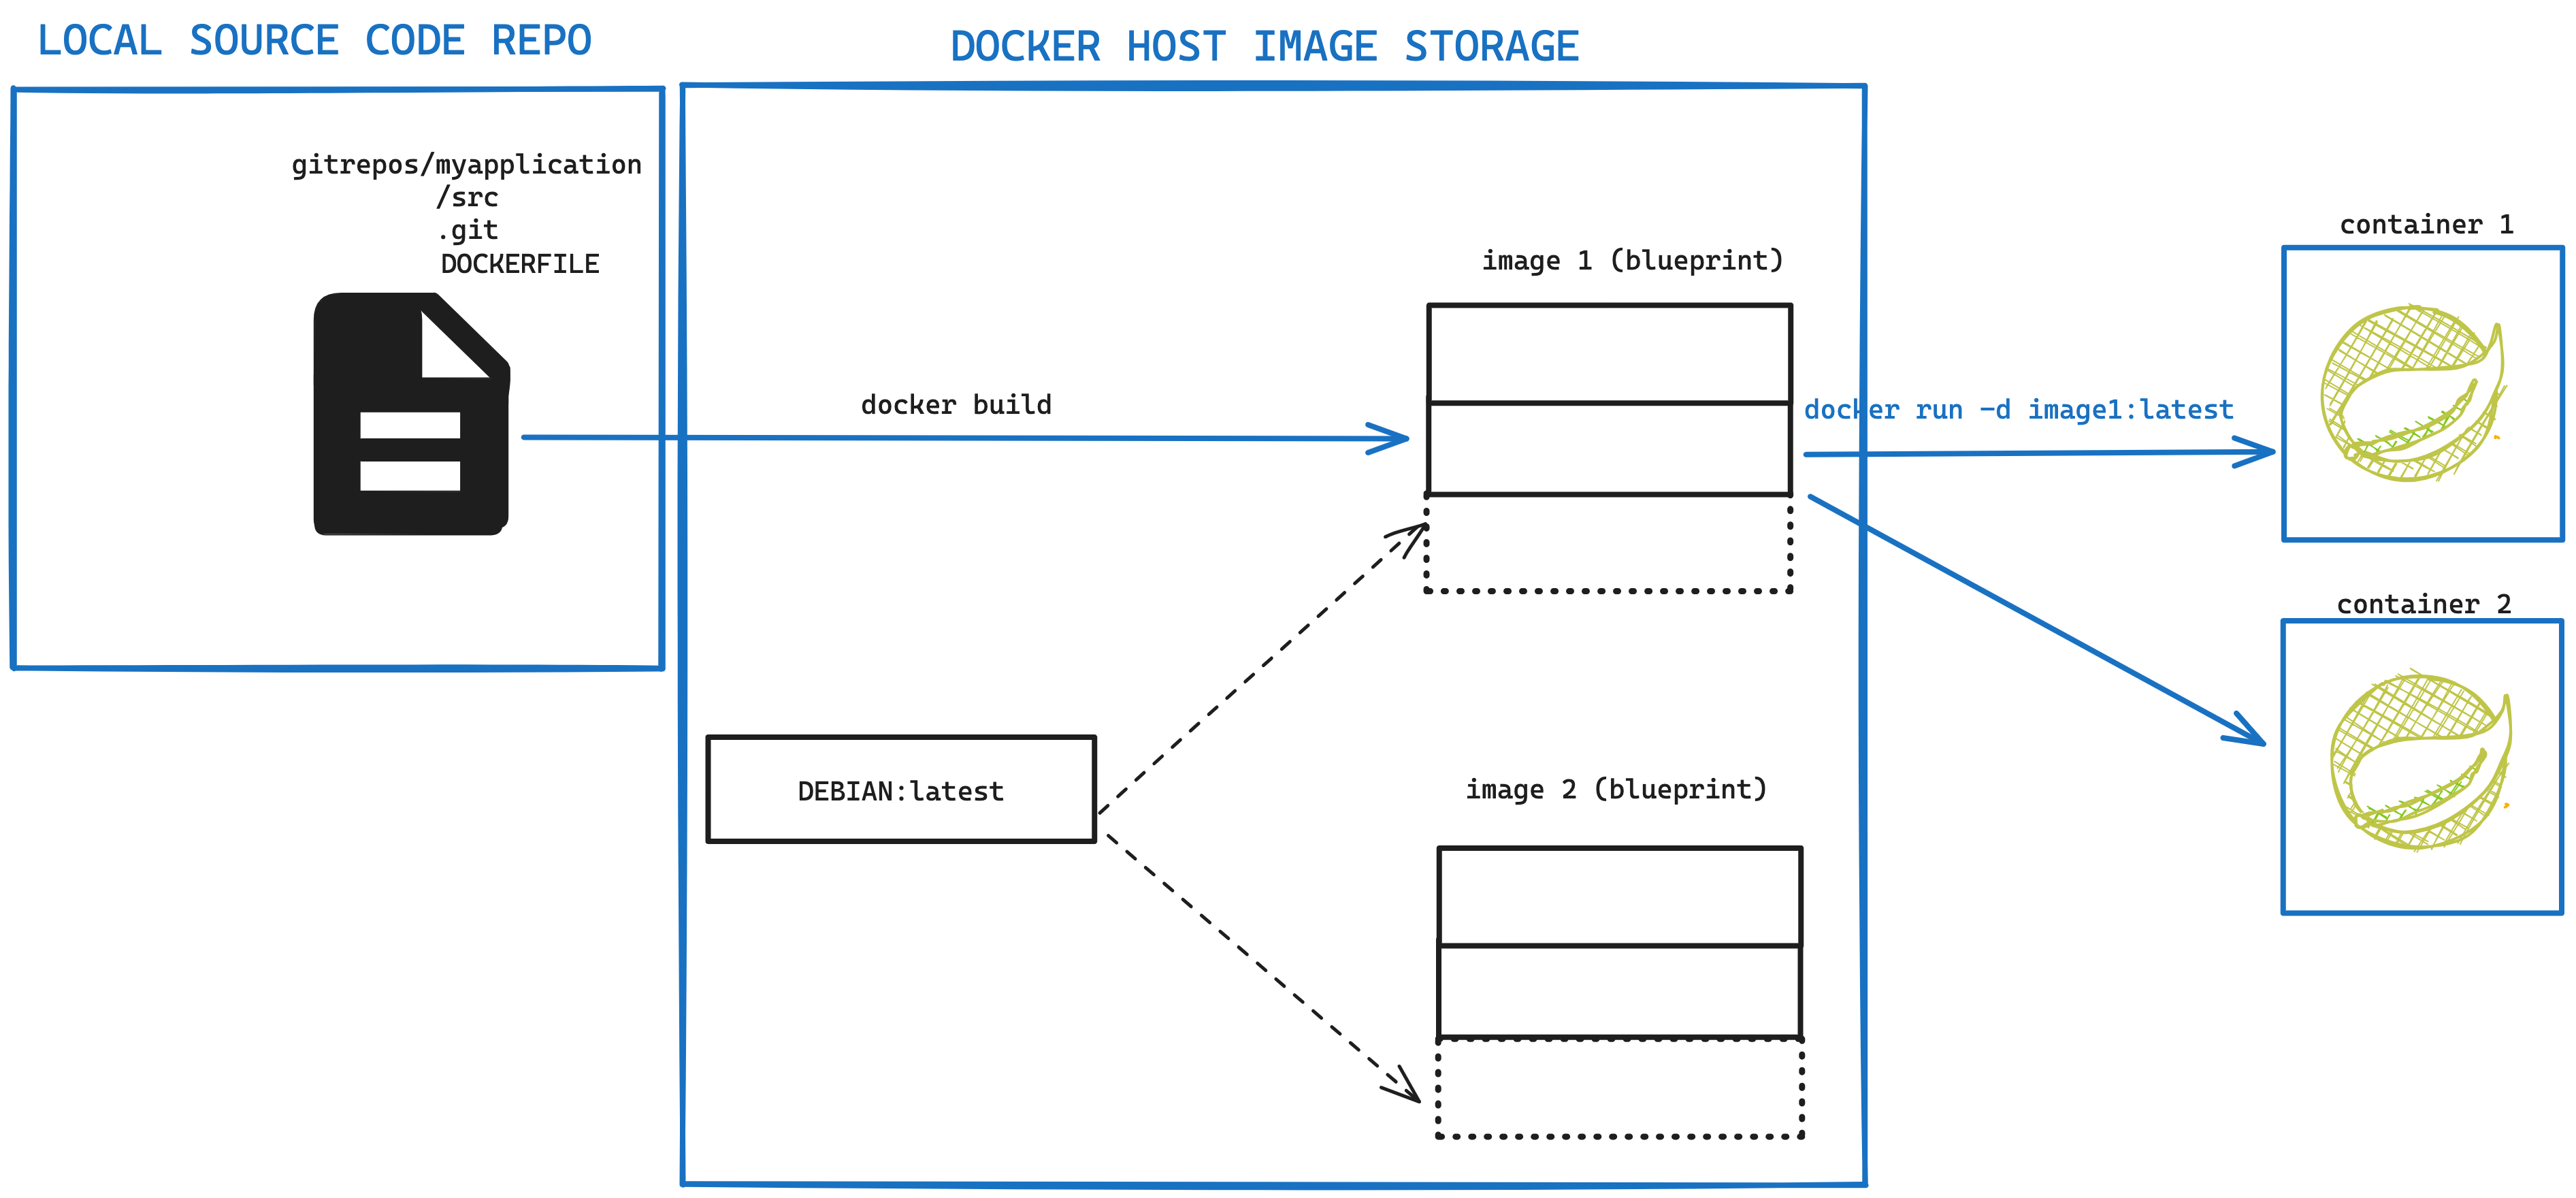 LOCAL SOURCE CODE REPO
DOCKER HOST IMAGE STORAGE
gitrepos/myapplication
/src
.git
DOCKERFILE
docker build
image 1 (blueprint)
docker run -d image1:latest
container 1
container 2
DEBIAN:latest
image 2 (blueprint)